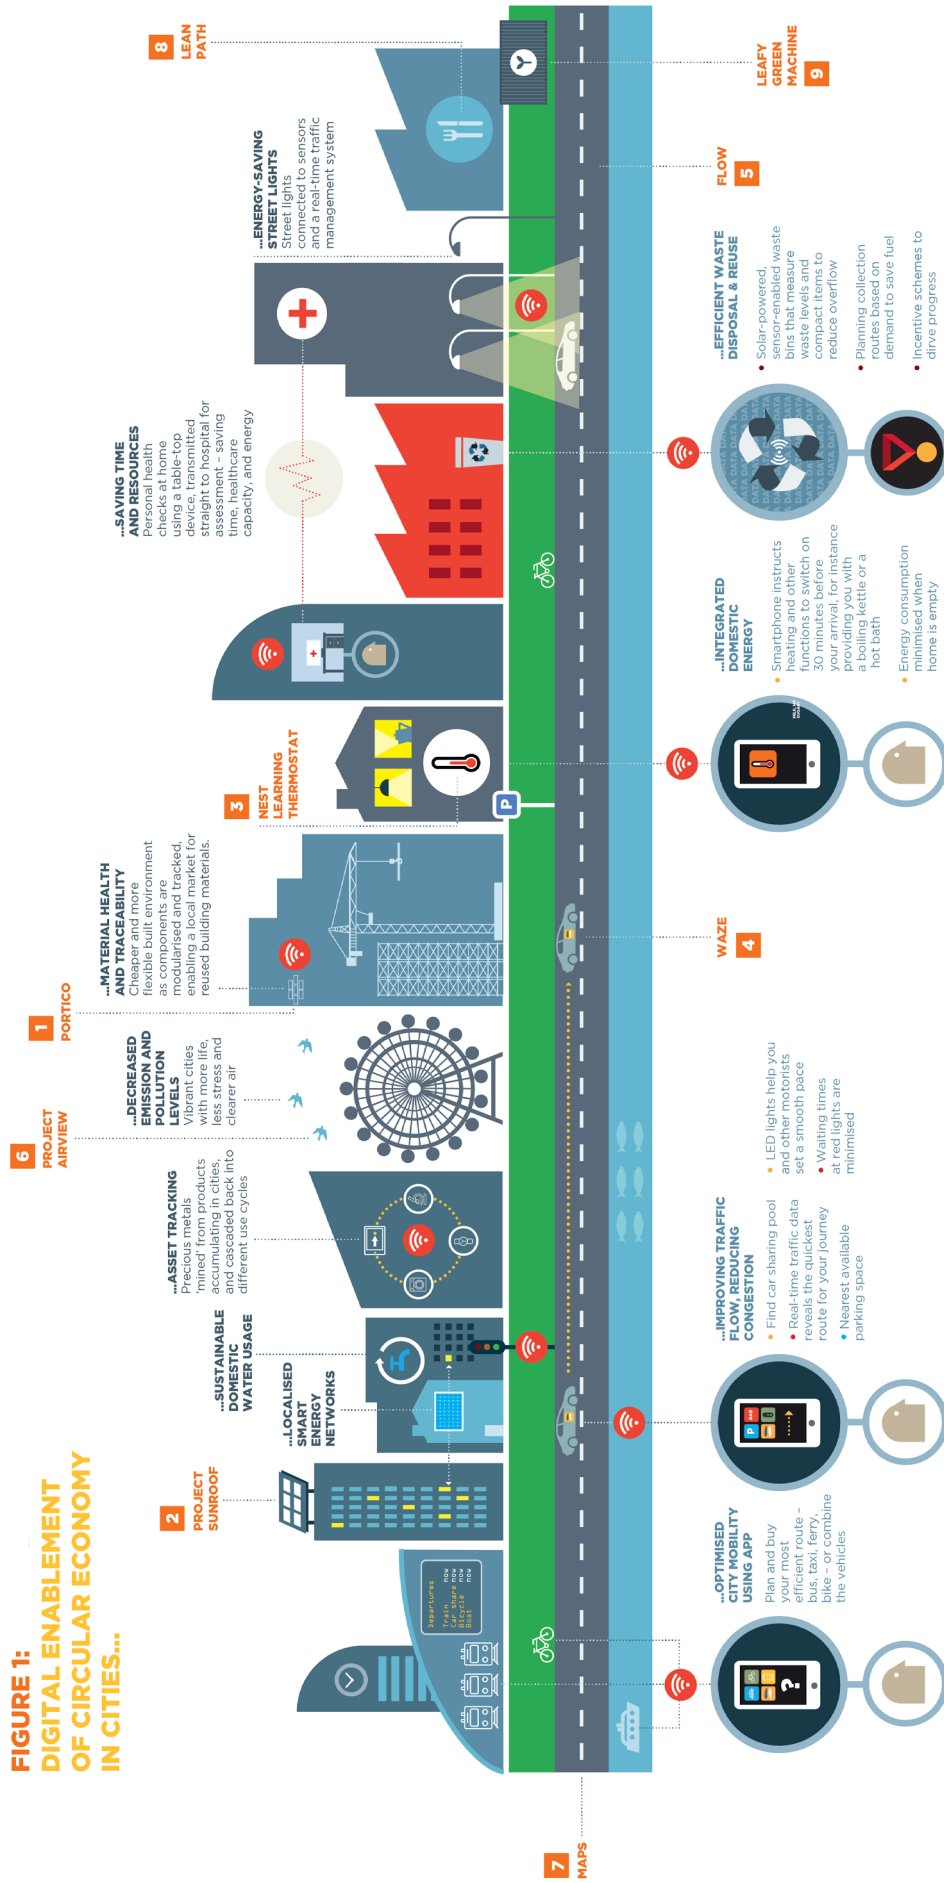 FIGURE 1:
DIGITAL ENABLEMENT
OF CIRCULAR ECONOMY
IN CITIES...
6
PROJECT
AIRVIEW
1
PORTICO
8
LEAN
PATH
2
PROJECT
SUNROOF
...LOCALISED
SMART
ENERGY
NETWORKS
...SUSTAINABLE
DOMESTIC
WATER USAGE
...ASSET TRACKING
Precious metals
'mined' from products
accumulating in cities,
and cascaded back into
different use cycles
...DECREASED
EMISSION AND
POLLUTION
LEVELS
Vibrant cities
with more life,
less stress and
clearer air
...MATERIAL HEALTH
AND TRACEABILITY
Cheaper and more
flexible built environment
as components are
modularised and tracked,
enabling a local market for
reused building materials.
3
NEST
LEARNING
THERMOSTAT
...SAVING TIME
AND RESOURCES
Personal health
checks at home
using a table-top
device, transmitted
straight to hospital for
assessment – saving
time, healthcare
capacity, and energy
...ENERGY-SAVING
STREET LIGHTS
Street lights
connected to sensors
and a real-time traffic
management system
Departures
Train now
Car share now
Bicycle now
Boat now
P
7
MAPS
4
WAZE
5
FLOW
LEAFY
GREEN
MACHINE
9
...OPTIMISED
CITY MOBILITY
USING APP
Plan and buy
your most
efficient route –
bus, taxi, ferry,
bike – or combine
the vehicles
?
...IMPROVING TRAFFIC
FLOW, REDUCING
CONGESTION
• Find car sharing pool
• Real-time traffic data
reveals the quickest
route for your journey
• Nearest available
parking space
• LED lights help you
and other motorists
set a smooth pace
• Waiting times
at red lights are
minimised
P
...INTEGRATED
DOMESTIC
ENERGY
• Smartphone instructs
heating and other
functions to switch on
30 minutes before
your arrival, for instance
providing you with
a boiling kettle or a
hot bath
• Energy consumption
minimised when
home is empty
...EFFICIENT WASTE
DISPOSAL & REUSE
• Solar-powered,
sensor-enabled waste
bins that measure
waste levels and
compact items to
reduce overflow
• Planning collection
routes based on
demand to save fuel
• Incentive schemes to
dirve progress
DATA DATA DATA